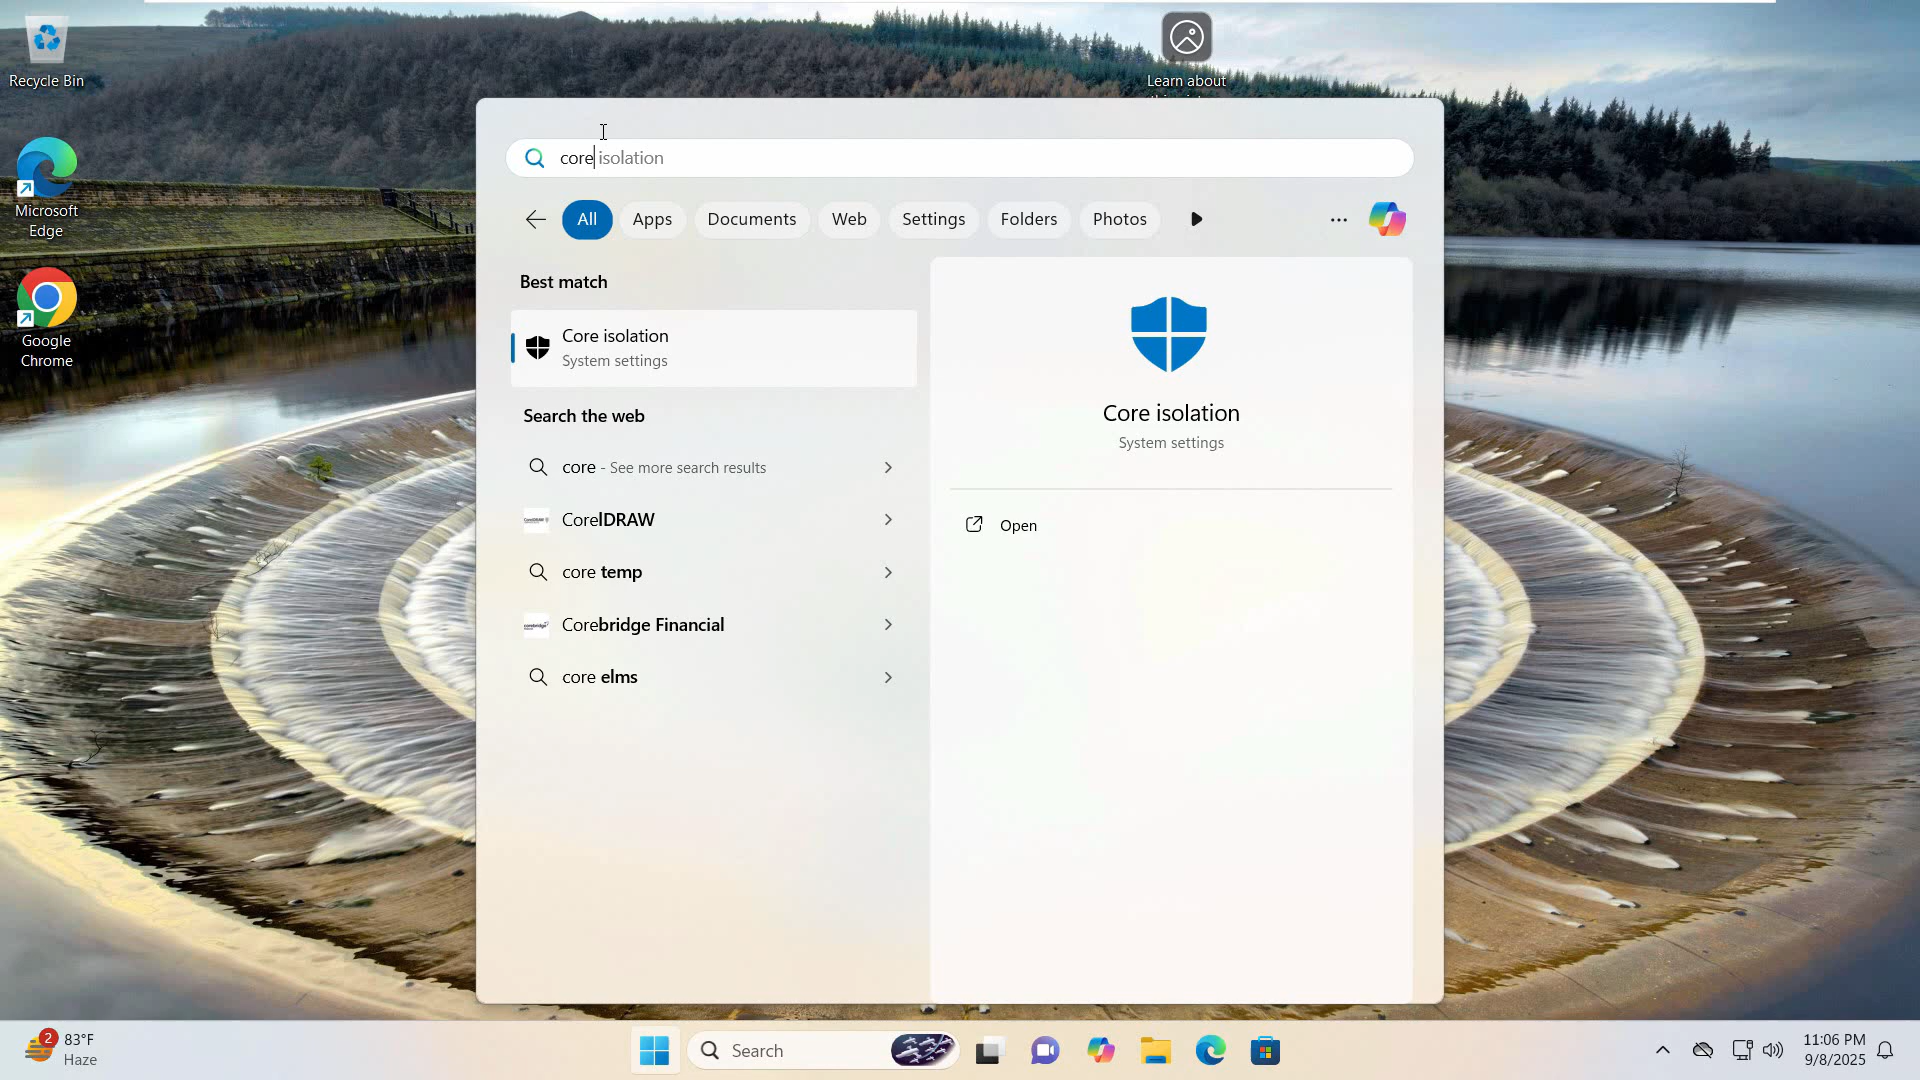 Recycle Bin
Learn about
Microsoft
Edge
Google
Chrome
core isolation
All
Apps
Documents
Web
Settings
Folders
Photos
Best match
Core isolation
System settings
Search the web
core - See more search results
CorelDRAW
core temp
Corebridge Financial
core elms
Core isolation
System settings
Open
2
83°F
Haze
Search
11:06 PM
9/8/2025